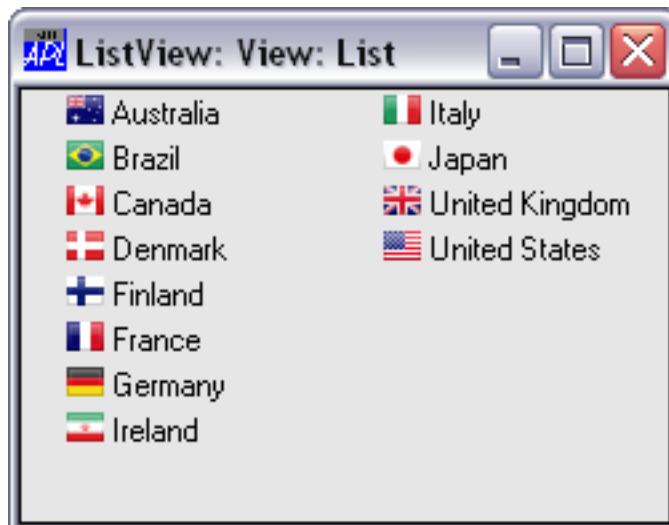 ListView: View: List
Australia
Brazil
Canada
Denmark
Finland
France
Germany
Ireland
Italy
Japan
United Kingdom
United States